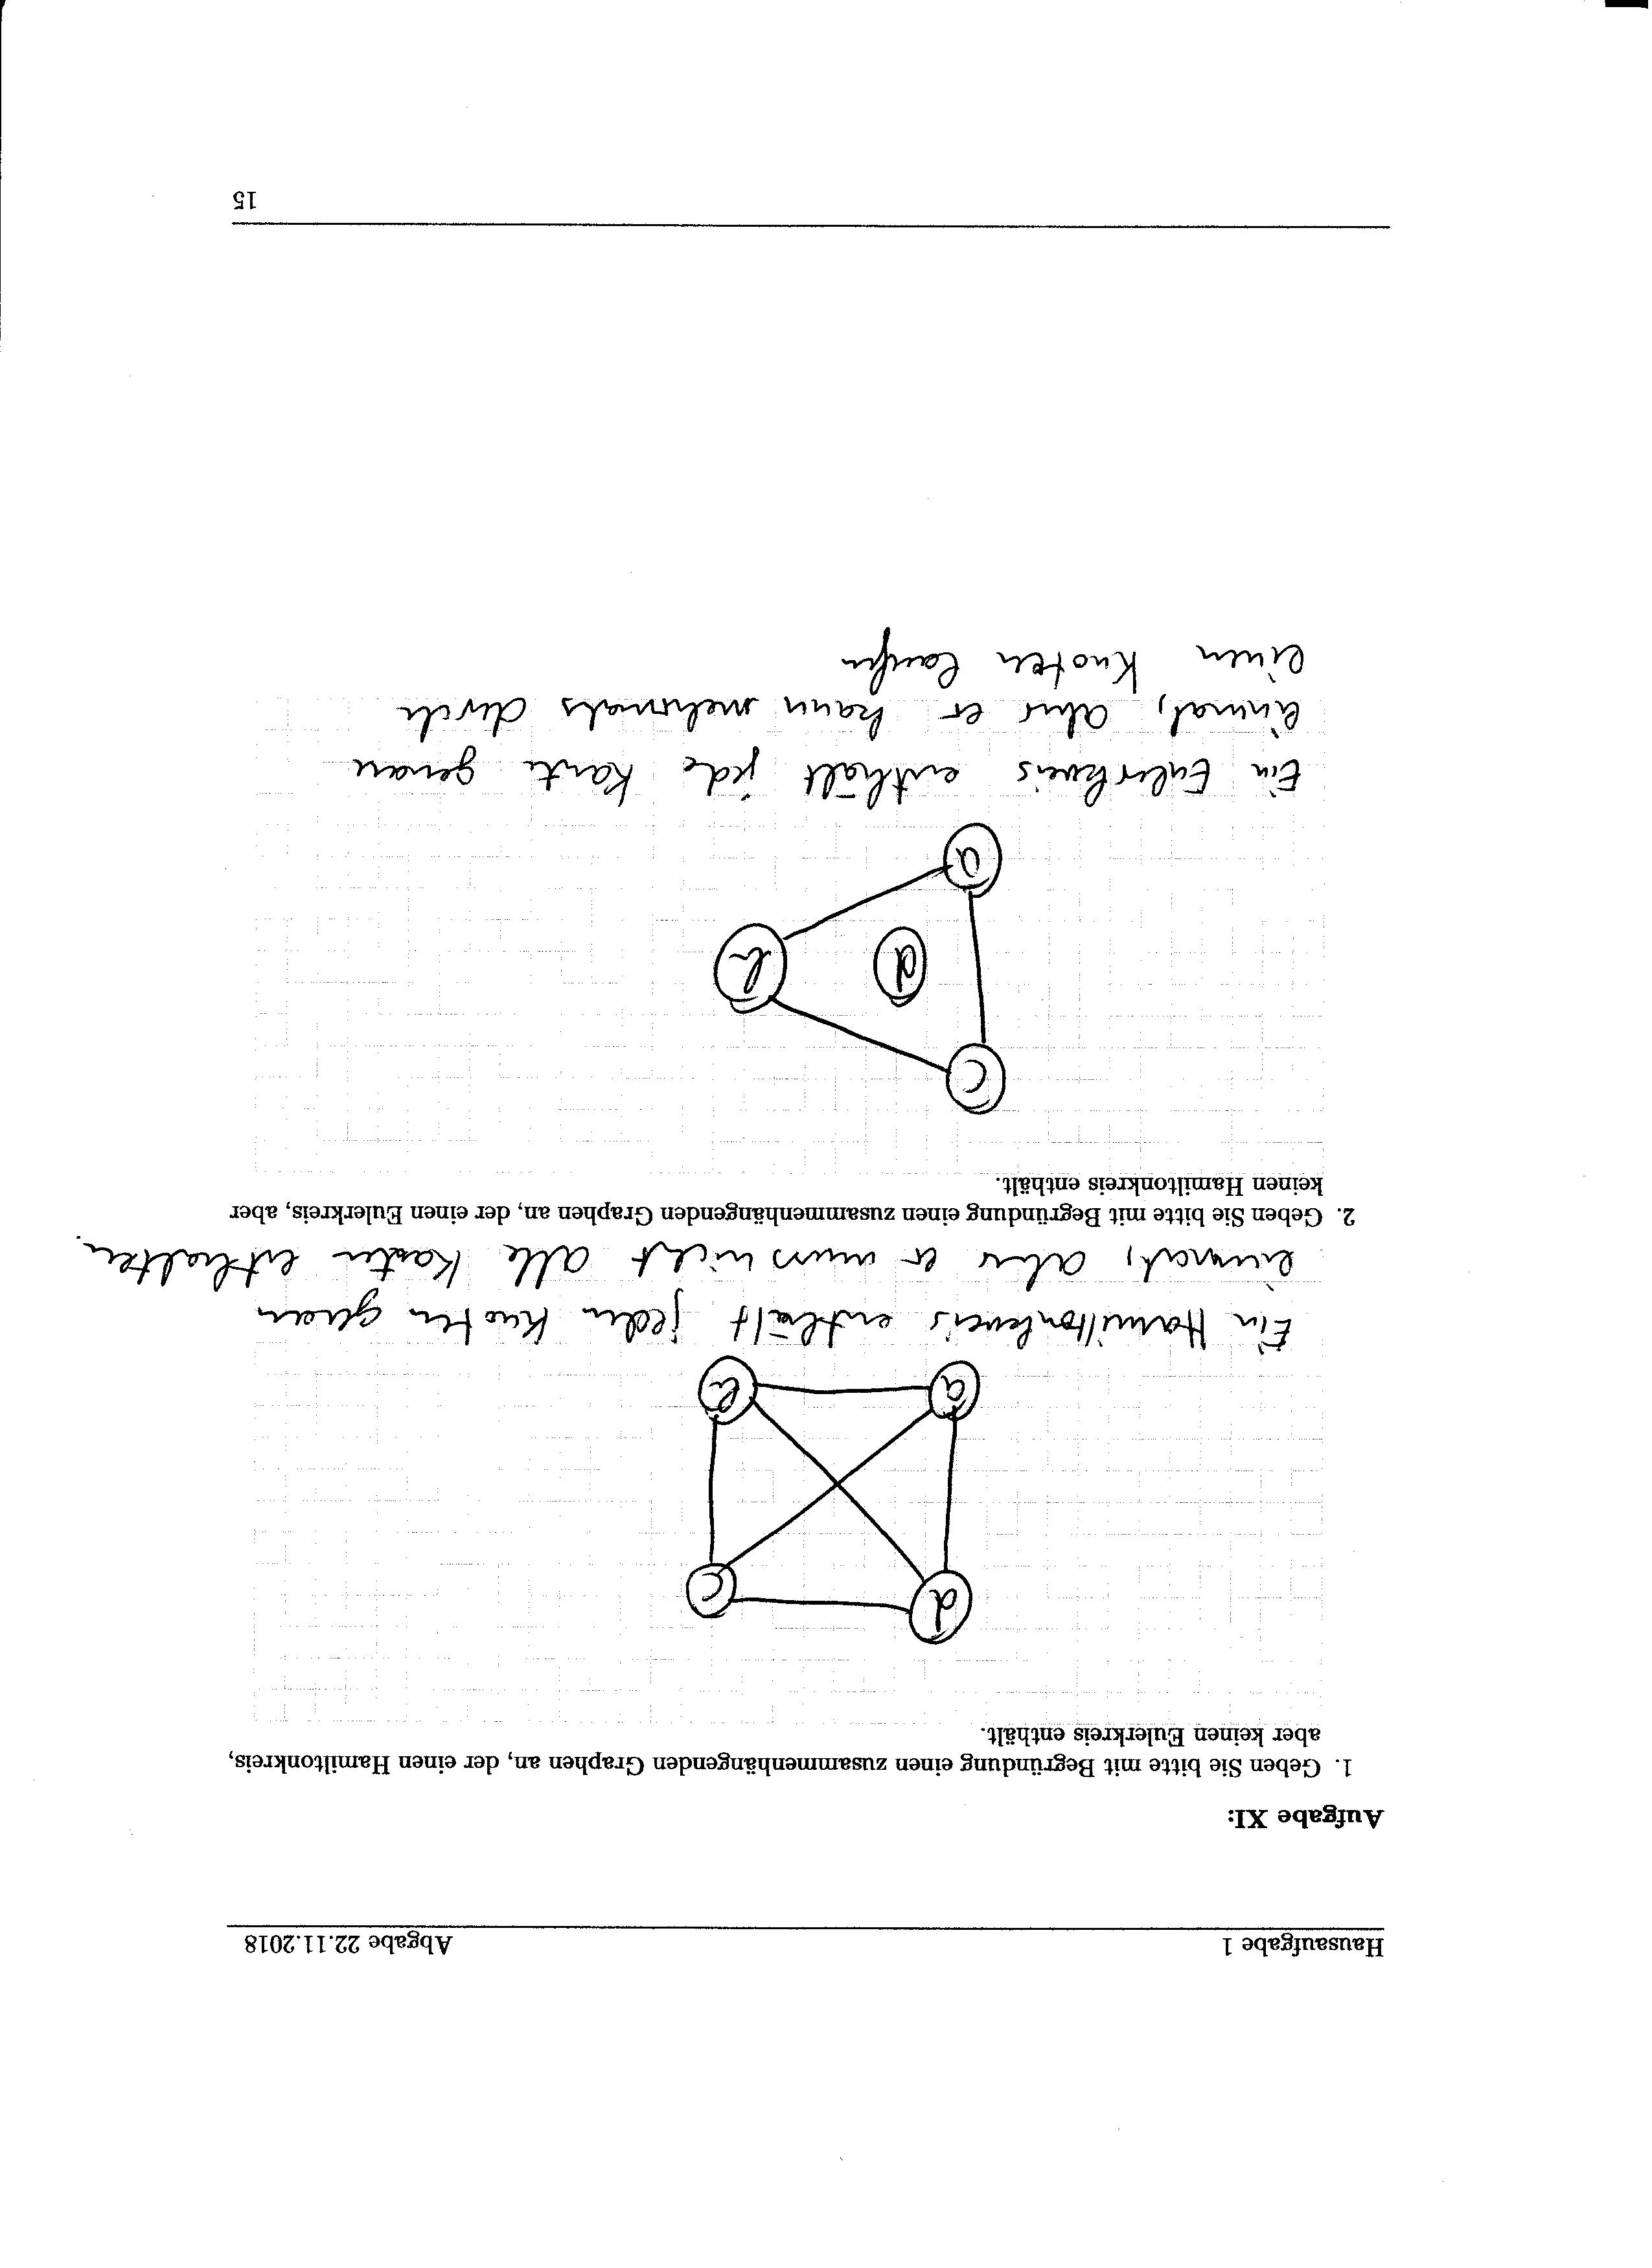 Hausaufgabe 1 Abgabe 22.11.2018
Aufgabe XI:
1. Geben Sie bitte mit Begründung einen zusammenhängenden Graphen an, der einen Hamiltonkreis,
aber keinen Eulerkreis enthält.
d c
a b
Ein Hamiltonkreis enthält jeden Knoten genau
einmal, aber er muss nicht alle Kanten enthalten.
2. Geben Sie bitte mit Begründung einen zusammenhängenden Graphen an, der einen Eulerkreis, aber
keinen Hamiltonkreis enthält.
c
d b
a
Ein Eulerkreis enthält jede Kante genau
einmal, aber er kann mehrmals durch
einen Knoten laufen
15